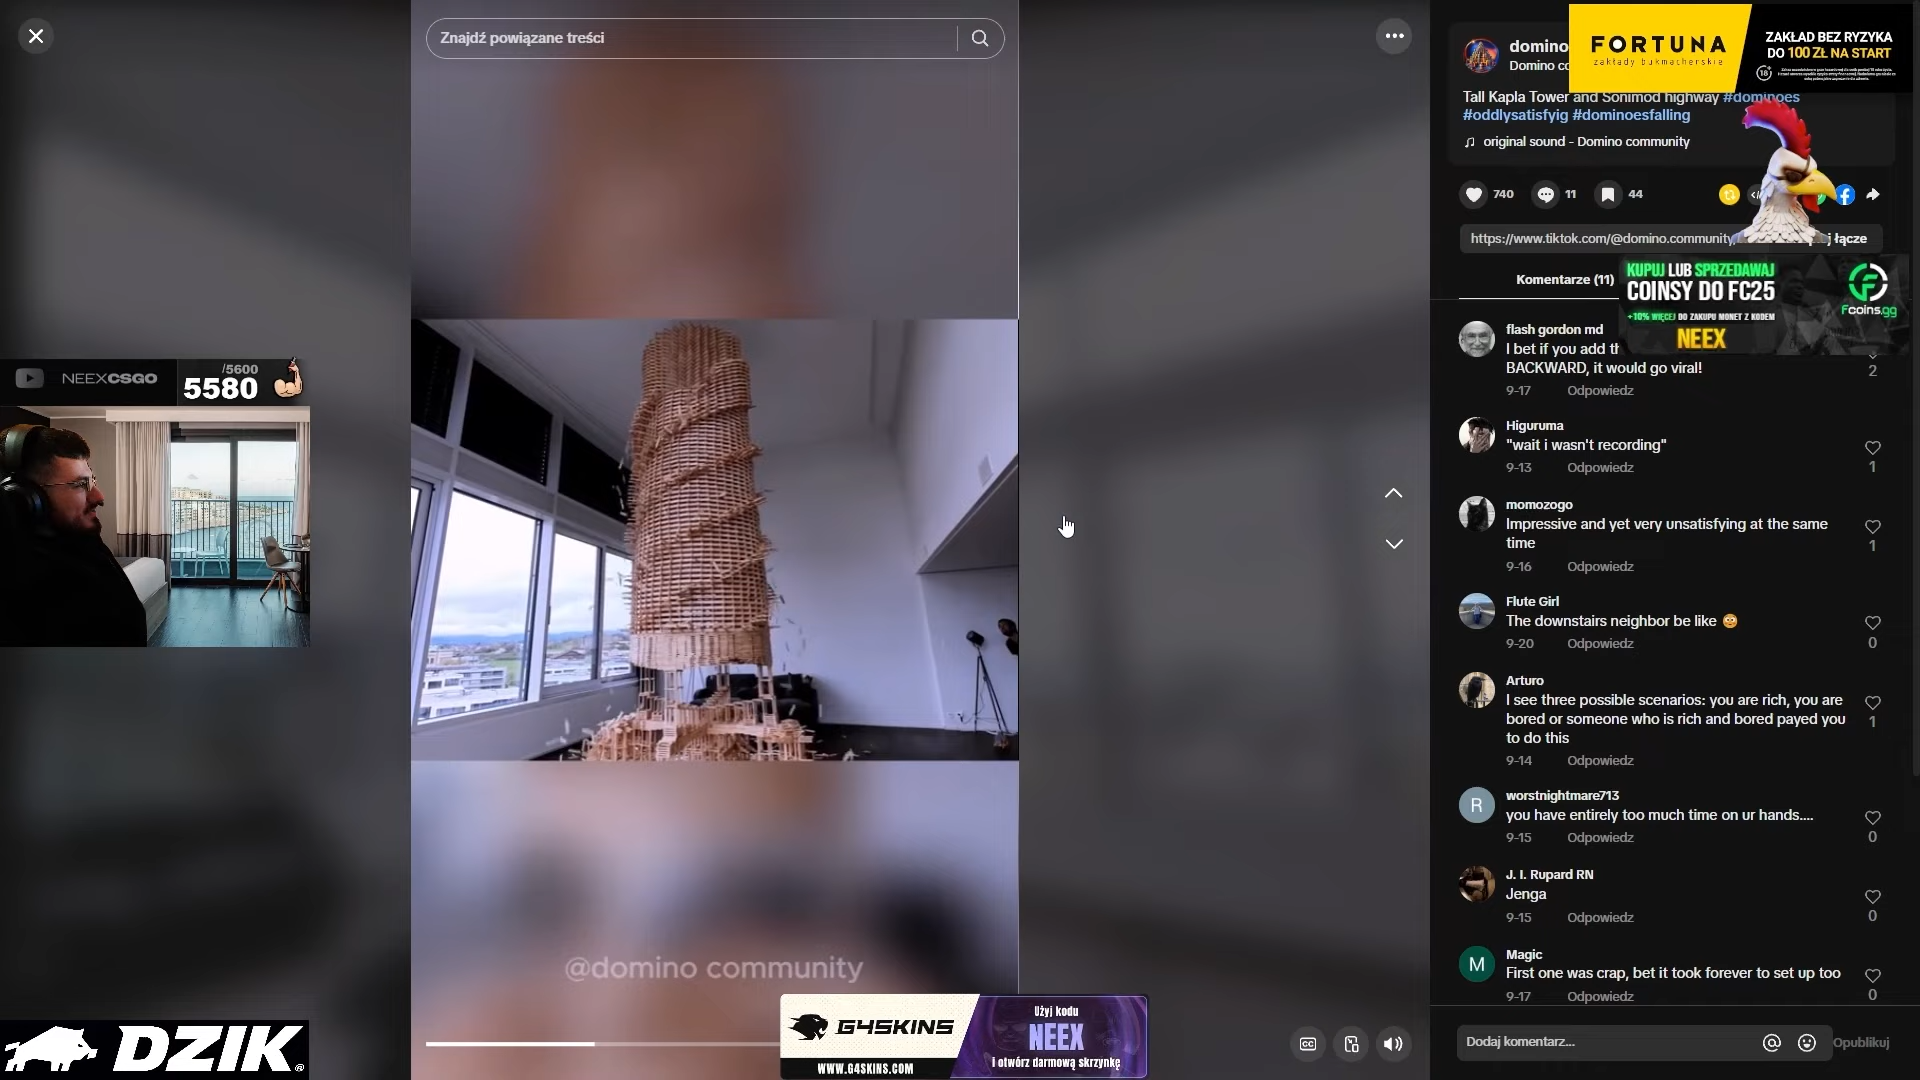 Znajdź powiązane treści
domino
Domino co
FORTUNA
zakłady bukmacherskie
ZAKŁAD BEZ RYZYKA
DO 100 ZŁ NA START
18+
Tall Kapla Tower and Sonimod highway #dominoes
#oddlysatisfyig #dominoesfalling
original sound - Domino community
740
11
44
https://www.tiktok.com/@domino.community
j łącze
Komentarze (11)
KUPUJ LUB SPRZEDAWAJ
COINSY DO FC25
+10% WIĘCEJ DO ZAKUPU MONET Z KODEM
NEEX
Fcoins.gg
flash gordon md
I bet if you add th
BACKWARD, it would go viral!
2
9-17 Odpowiedz
Higuruma
"wait i wasn't recording"
1
9-13 Odpowiedz
momozogo
Impressive and yet very unsatisfying at the same
time
1
9-16 Odpowiedz
Flute Girl
The downstairs neighbor be like
0
9-20 Odpowiedz
Arturo
I see three possible scenarios: you are rich, you are
bored or someone who is rich and bored payed you
to do this
1
9-14 Odpowiedz
R
worstnightmare713
you have entirely too much time on ur hands....
0
9-15 Odpowiedz
J. I. Rupard RN
Jenga
0
9-15 Odpowiedz
M
Magic
First one was crap, bet it took forever to set up too
0
9-17 Odpowiedz
Dodaj komentarz...
Opublikuj
NEEXCSGO
/5600
5580
@domino community
G4SKINS
WWW.G4SKINS.COM
Użyj kodu
NEEX
i otwórz darmową skrzynkę
CC
DZIK®